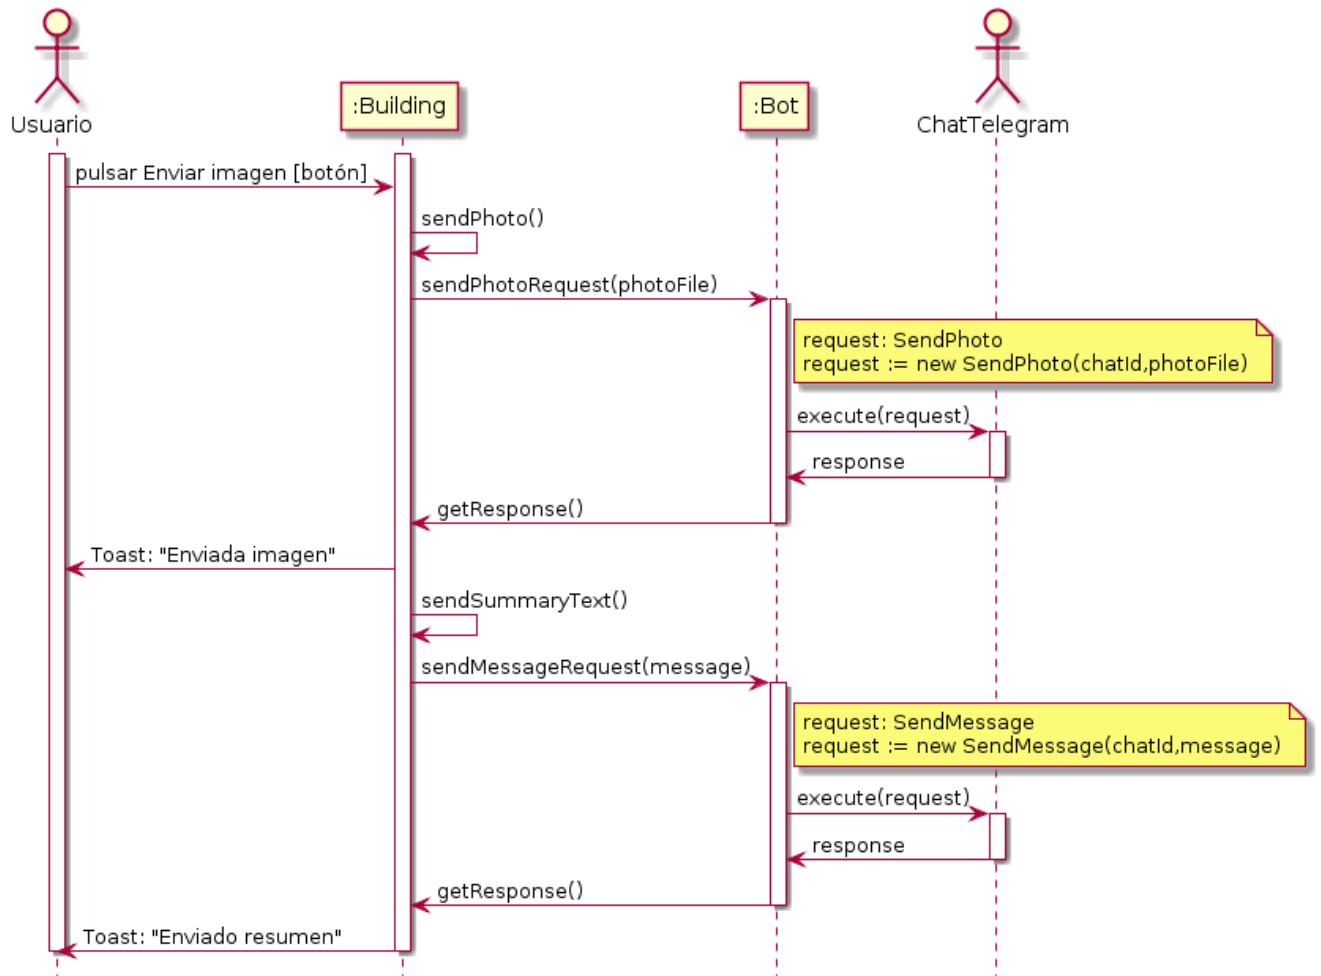 Usuario
:Building
:Bot
ChatTelegram
pulsar Enviar imagen [botón]
sendPhoto()
sendPhotoRequest(photoFile)
request: SendPhoto
request := new SendPhoto(chatId,photoFile)
execute(request)
response
getResponse()
Toast: "Enviada imagen"
sendSummaryText()
sendMessageRequest(message)
request: SendMessage
request := new SendMessage(chatId,message)
execute(request)
response
getResponse()
Toast: "Enviado resumen"